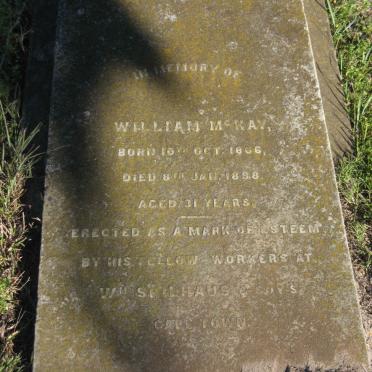 IN MEMORY OF
WILLIAM McKAY,
BORN 16TH OCT. 1866,
DIED 8TH JAN. 1898
AGED 31 YEARS.
ERECTED AS A MARK OF ESTEEM
BY HIS FELLOW WORKERS AT
CAPE TOWN